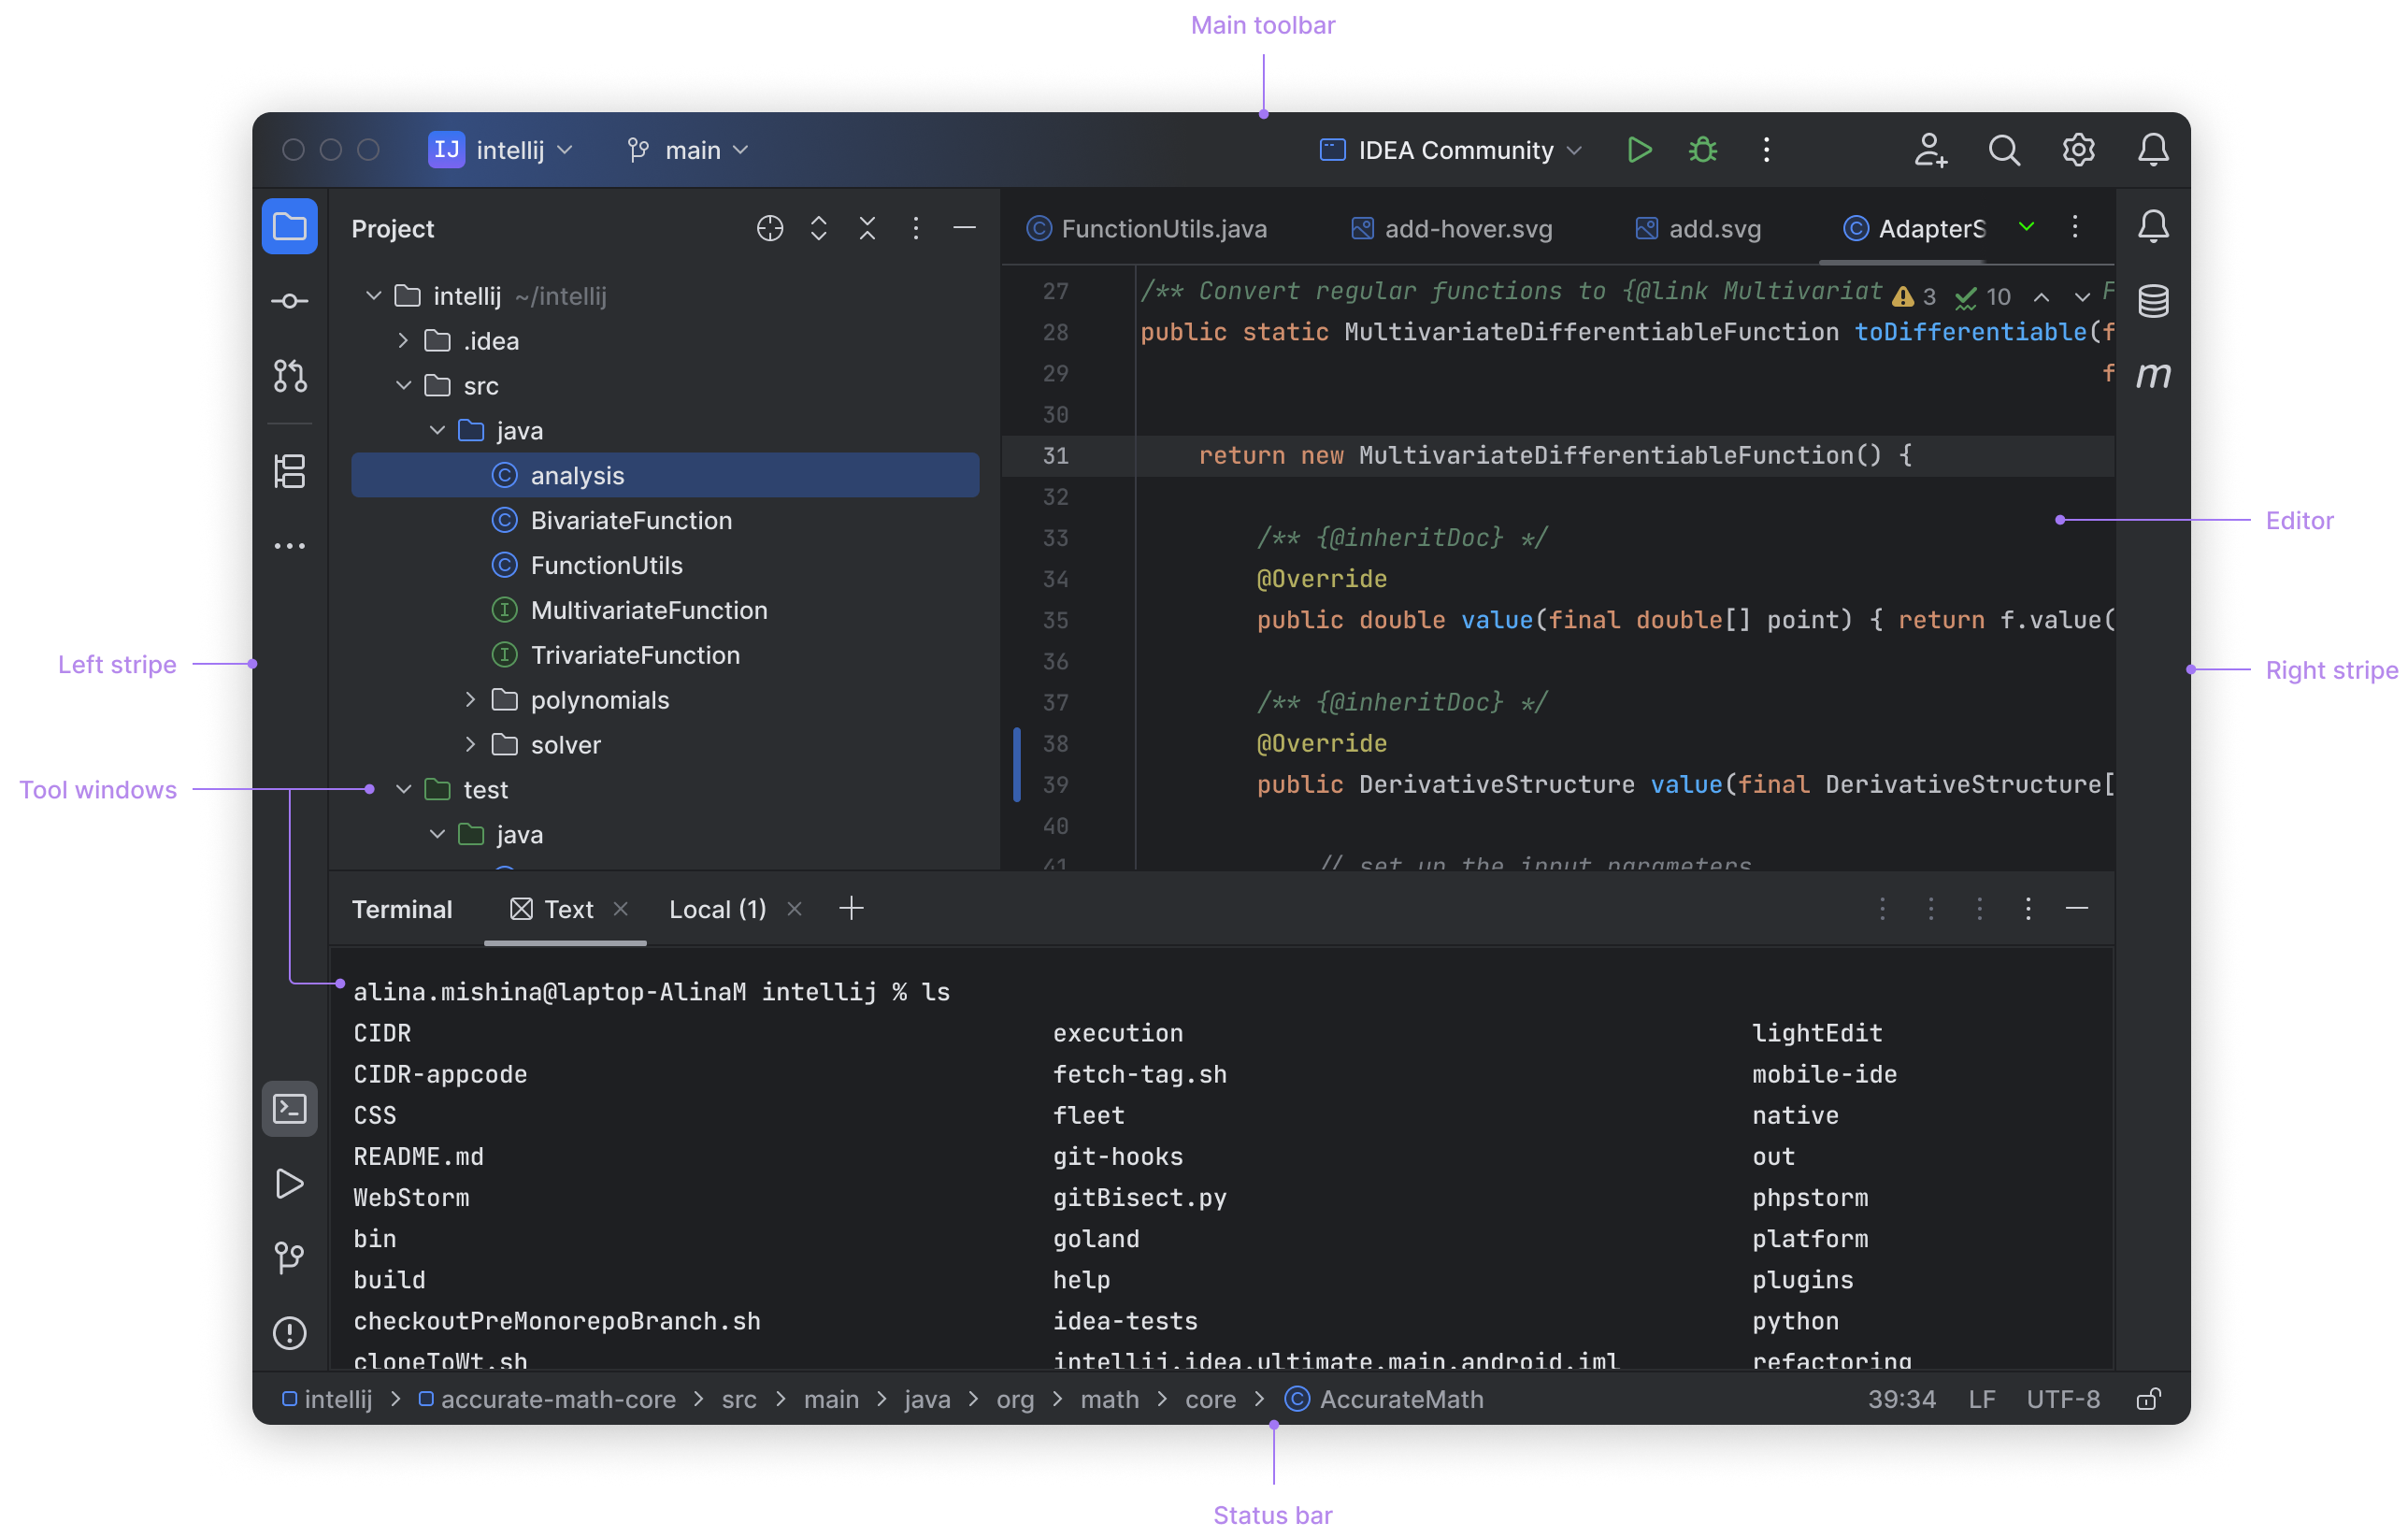 Main toolbar
IJ intellij main IDEA Community
Project
intellij ~/intellij
.idea
src
java
C analysis
C BivariateFunction
C FunctionUtils
I MultivariateFunction
I TrivariateFunction
polynomials
solver
test
java
C FunctionUtils.java add-hover.svg add.svg C AdapterS
27 /** Convert regular functions to {@link Multivariat 3 10 F
28 public static MultivariateDifferentiableFunction toDifferentiable(f
29 f
30
31 return new MultivariateDifferentiableFunction() {
32
33 /** {@inheritDoc} */
34 @Override
35 public double value(final double[] point) { return f.value(
36
37 /** {@inheritDoc} */
38 @Override
39 public DerivativeStructure value(final DerivativeStructure[
40
41 // set up the input parameters
m
Editor
Left stripe
Right stripe
Tool windows
Terminal Text Local (1)
alina.mishina@laptop-AlinaM intellij % ls
CIDR execution lightEdit
CIDR-appcode fetch-tag.sh mobile-ide
CSS fleet native
README.md git-hooks out
WebStorm gitBisect.py phpstorm
bin goland platform
build help plugins
checkoutPreMonorepoBranch.sh idea-tests python
cloneToWt.sh intellij.idea.ultimate.main.android.iml refactoring
intellij > accurate-math-core > src > main > java > org > math > core > C AccurateMath 39:34 LF UTF-8
Status bar